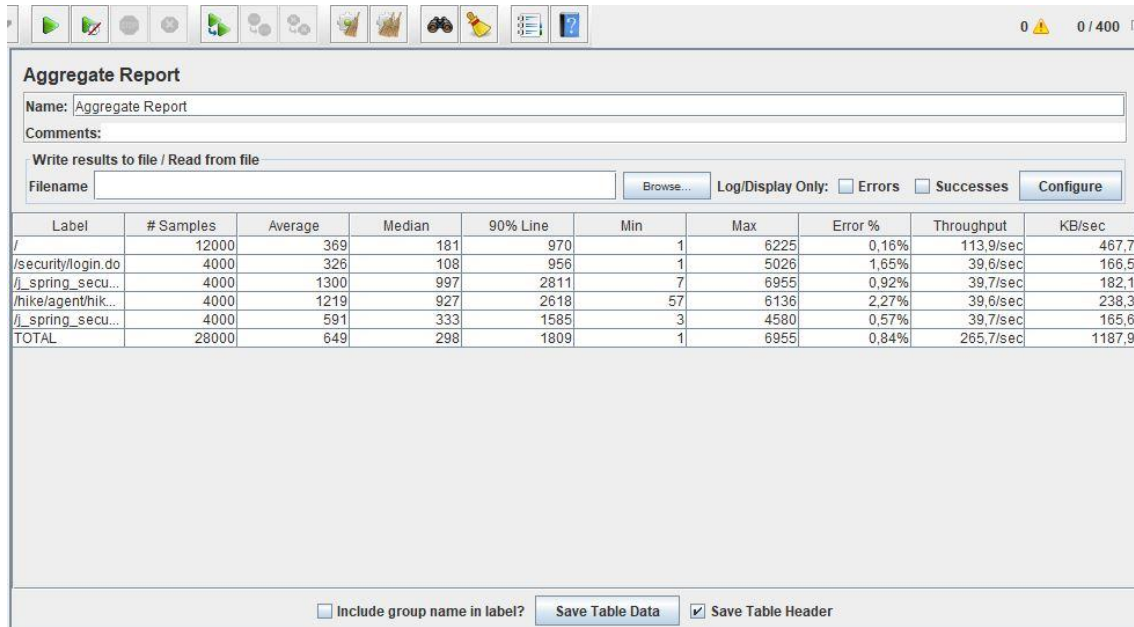 0 0 / 400
Aggregate Report
Name: Aggregate Report
Comments:
Write results to file / Read from file
Filename Browse... Log/Display Only: Errors Successes Configure
Label # Samples Average Median 90% Line Min Max Error % Throughput KB/sec
/ 12000 369 181 970 1 6225 0,16% 113,9/sec 467,7
/security/login.do 4000 326 108 956 1 5026 1,65% 39,6/sec 166,5
/j_spring_secu... 4000 1300 997 2811 7 6955 0,92% 39,7/sec 182,1
/hike/agent/hik... 4000 1219 927 2618 57 6136 2,27% 39,6/sec 238,3
/j_spring_secu... 4000 591 333 1585 3 4580 0,57% 39,7/sec 165,6
TOTAL 28000 649 298 1809 1 6955 0,84% 265,7/sec 1187,9
Include group name in label? Save Table Data Save Table Header